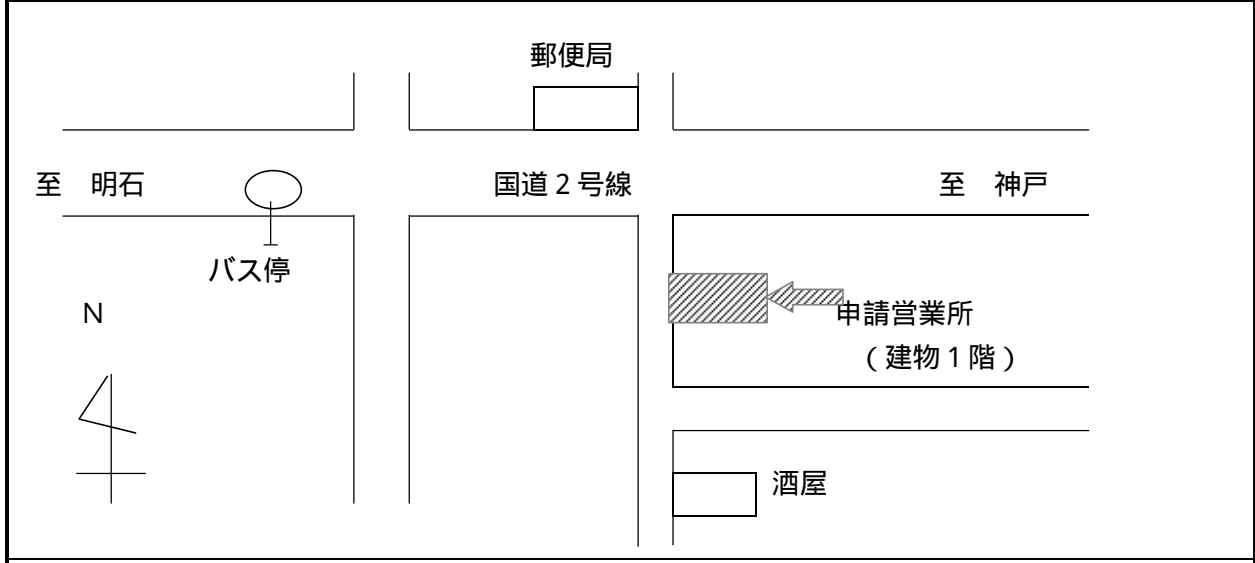 郵便局
至　明石
国道２号線
至　神戸
バス停
N
申請営業所
（建物１階）
酒屋